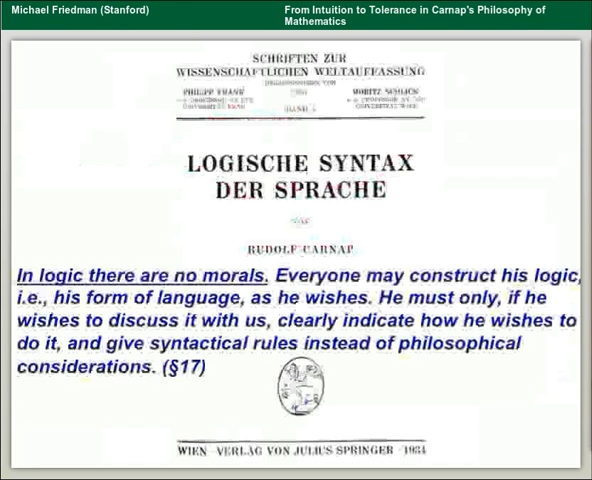 Michael Friedman (Stanford)
From Intuition to Tolerance in Carnap's Philosophy of
Mathematics
SCHRIFTEN ZUR
WISSENSCHAFTLICHEN WELTAUFFASSUNG
PHILIPP FRANK
MORITZ SCHLICK
LOGISCHE SYNTAX
DER SPRACHE
RUDOLF CARNAP
In logic there are no morals. Everyone may construct his logic,
i.e., his form of language, as he wishes. He must only, if he
wishes to discuss it with us, clearly indicate how he wishes to
do it, and give syntactical rules instead of philosophical
considerations. (§17)
WIEN · VERLAG VON JULIUS SPRINGER · 1934